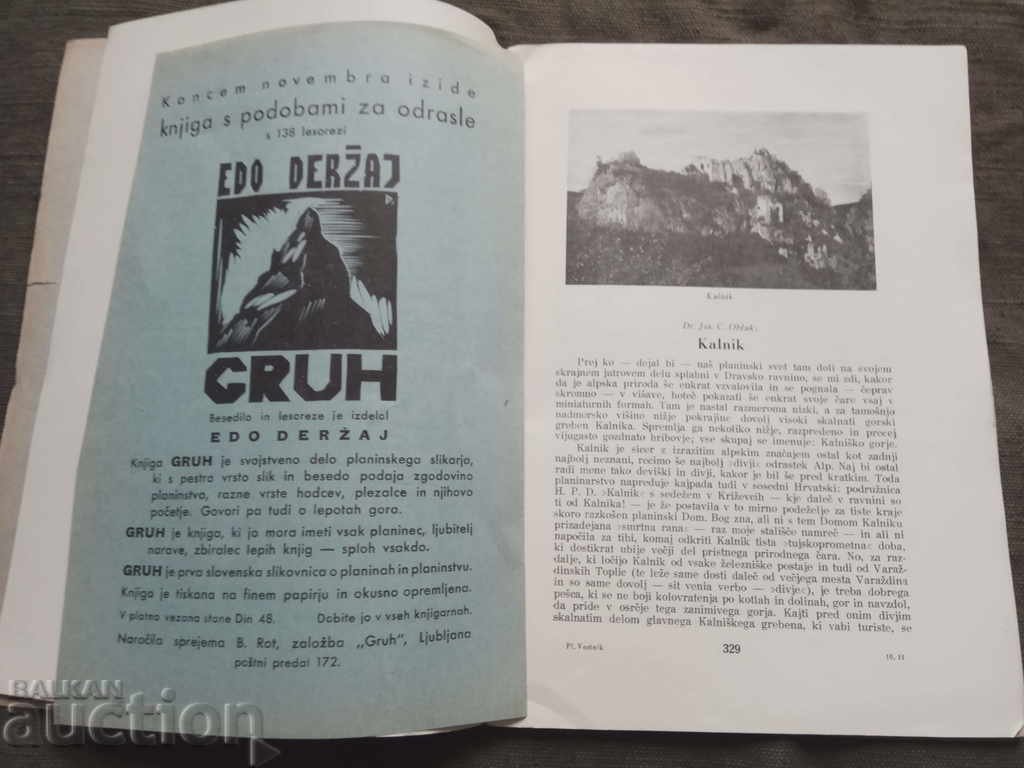 Koncem novembra izide
knjiga s podobami za odrasle
s 138 lesorezi
EDO DERŽAJ
GRUH
Besedilo in lesoreze je izdelal
EDO DERŽAJ
Knjiga GRUH je svojstveno delo planinskega slikarja,
ki s pestro vrsto slik in besedo podaja zgodovino
planinstva, razne vrste hodcev, plezalce in njihovo
početje. Govori pa tudi o lepotah gora.
GRUH je knjiga, ki jo mora imeti vsak planinec, ljubitelj
narave, zbiralec lepih knjig — sploh vsakdo.
GRUH je prva slovenska slikovnica o planinah in planinstvu.
Knjiga je tiskana na finem papirju in okusno opremljena.
V platno vezana stane Din 48. Dobite jo v vseh knjigarnah.
Naročila sprejema B. Rot, založba „Gruh", Ljubljana
poštni predal 172.
Kalnik
Dr. Jos. C. Oblak:
Kalnik
Prej ko — dejal bi — naš planinski svet tam doli na svojem
skrajnem jutrovem delu splahni v Dravsko ravnino, se mi zdi, kakor
da je alpska priroda še enkrat vzvalovila in se pognala — čeprav
skromno — v višave, hoteč pokazati še enkrat svoje čare vsaj v
miniaturnih formah. Tam je nastal razmeroma nizki, a za tamošnjo
nadmorsko višino nižje pokrajine dovolj visoki skalnati gorski
greben Kalnika. Spremlja ga nekoliko nižje, razpredeno in precej
vijugasto gozdnato hribovje; vse skupaj se imenuje: Kalniško gorje.
Kalnik je sicer z izrazitim alpskim značajem ostal kot zadnji
najbolj neznani, recimo še najbolj »divji« odrastek Alp. Naj bi ostal
radi mene tako deviški in divji, kakor je bil še pred kratkim. Toda
planinarstvo napreduje kajpada tudi v sosedni Hrvatski: podružnica
H. P. D. »Kalnik« s sedežem v Križevcih — kje daleč v ravnini so
ti od Kalnika! — je že postavila v to mirno podeželje za tiste kraje
skoro razkošen planinski Dom. Bog zna, ali ni s tem Domom Kalniku
prizadejana »smrtna rana« — raz moje stališče namreč — in ali ni
napočila za tibi, komaj odkriti Kalnik tista »tujskoprometna« doba,
ki dostikrat ubije večji del pristnega prirodnega čara. No, za raz-
dalje, ki ločijo Kalnik od vsake železniške postaje in tudi od Varaž-
dinskih Toplic (te leže same dosti daleč od večjega mesta Varaždina
in so same dovolj — sit venia verbo — »divje«), je treba dobrega
pešca, ki se ne boji kolovratenja po kotlah in dolinah, gor in navzdol,
da pride v osrčje tega zanimivega gorja. Kajti pred onim divjim
skalnatim delom glavnega Kalniškega grebena, ki vabi turiste, se
Pl. Vestnik
329
10, 11
BALKAN
auction